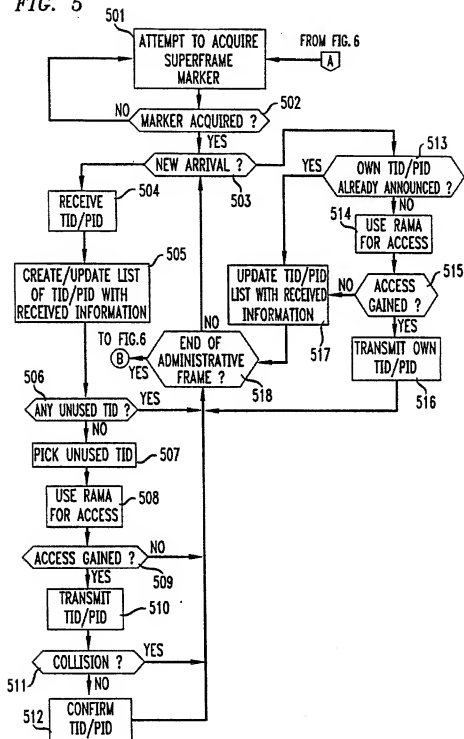 FIG. 5
501
ATTEMPT TO ACQUIRE
SUPERFRAME
MARKER
FROM FIG.6
A
NO
MARKER ACQUIRED ?
502
YES
NEW ARRIVAL ?
503
504
RECEIVE
TID/PID
505
CREATE/UPDATE LIST
OF TID/PID WITH
RECEIVED INFORMATION
513
YES
OWN TID/PID
ALREADY ANNOUNCED ?
NO
514
USE RAMA
FOR ACCESS
515
NO
ACCESS
GAINED ?
YES
TRANSMIT OWN
TID/PID
516
UPDATE TID/PID
LIST WITH RECEIVED
INFORMATION
517
NO
TO FIG.6
B
YES
END OF
ADMINISTRATIVE
FRAME ?
518
506
ANY UNUSED TID ?
YES
NO
PICK UNUSED TID
507
USE RAMA
FOR ACCESS
508
ACCESS GAINED ?
NO
509
YES
TRANSMIT
TID/PID
510
COLLISION ?
YES
511
NO
512
CONFIRM
TID/PID